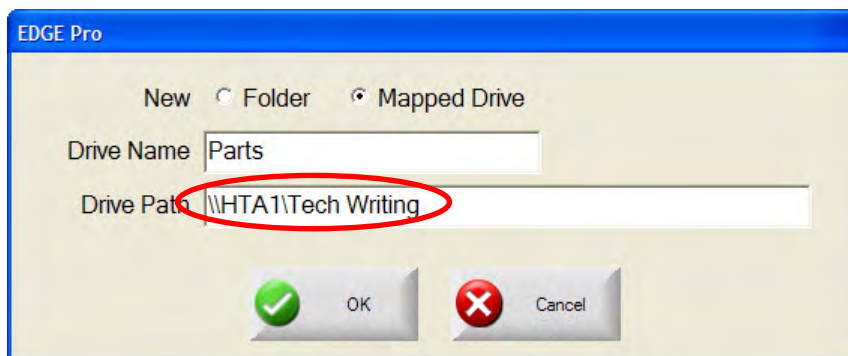 EDGE Pro
New Folder Mapped Drive
Drive Name Parts
Drive Path \\HTA1\Tech Writing
OK Cancel